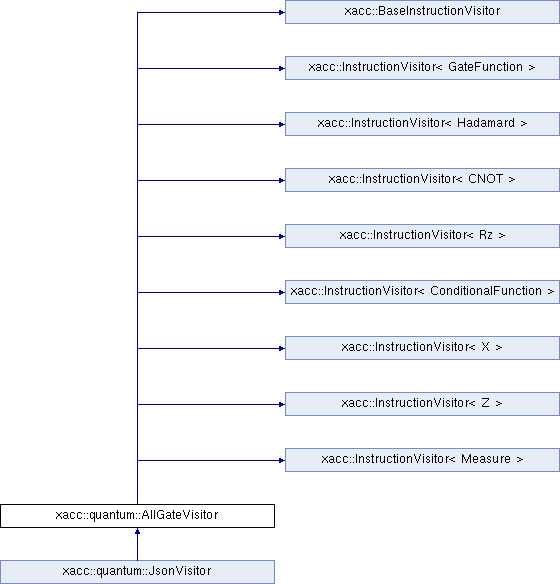 xacc::BaseInstructionVisitor
xacc::InstructionVisitor< GateFunction >
xacc::InstructionVisitor< Hadamard >
xacc::InstructionVisitor< CNOT >
xacc::InstructionVisitor< Rz >
xacc::InstructionVisitor< ConditionalFunction >
xacc::InstructionVisitor< X >
xacc::InstructionVisitor< Z >
xacc::InstructionVisitor< Measure >
xacc::quantum::AllGateVisitor
xacc::quantum::JsonVisitor